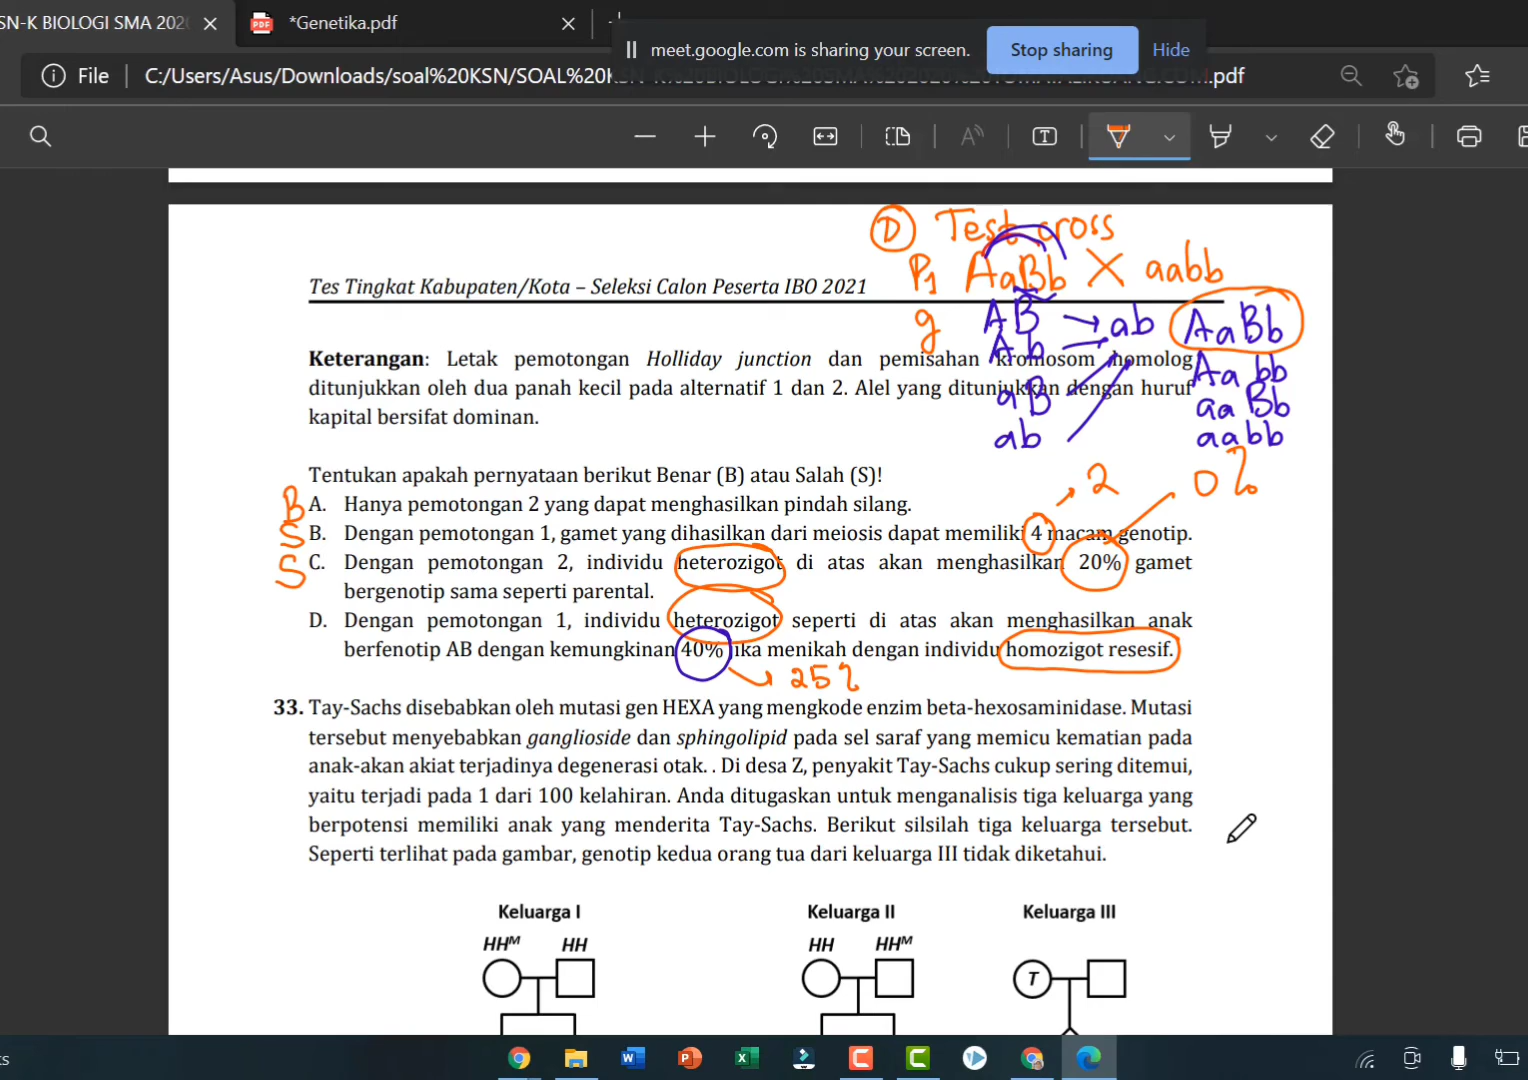 SN-K BIOLOGI SMA 202
*Genetika.pdf
meet.google.com is sharing your screen.
Stop sharing
Hide
File
C:/Users/Asus/Downloads/soal%20KSN/SOAL%20KSN
.pdf
D Test cross
P1 AaBb X aabb
Tes Tingkat Kabupaten/Kota – Seleksi Calon Peserta IBO 2021
g AB → ab AaBb
Ab Aabb
aB aaBb
ab aabb
Keterangan: Letak pemotongan Holliday junction dan pemisahan kromosom homolog
ditunjukkan oleh dua panah kecil pada alternatif 1 dan 2. Alel yang ditunjukkan dengan huruf
kapital bersifat dominan.
Tentukan apakah pernyataan berikut Benar (B) atau Salah (S)!
→ 2 0%
B A. Hanya pemotongan 2 yang dapat menghasilkan pindah silang.
S B. Dengan pemotongan 1, gamet yang dihasilkan dari meiosis dapat memiliki 4 macam genotip.
S C. Dengan pemotongan 2, individu heterozigot di atas akan menghasilkan 20% gamet
bergenotip sama seperti parental.
D. Dengan pemotongan 1, individu heterozigot seperti di atas akan menghasilkan anak
berfenotip AB dengan kemungkinan 40% jika menikah dengan individu homozigot resesif.
→ 25%
33. Tay-Sachs disebabkan oleh mutasi gen HEXA yang mengkode enzim beta-hexosaminidase. Mutasi
tersebut menyebabkan ganglioside dan sphingolipid pada sel saraf yang memicu kematian pada
anak-akan akiat terjadinya degenerasi otak. . Di desa Z, penyakit Tay-Sachs cukup sering ditemui,
yaitu terjadi pada 1 dari 100 kelahiran. Anda ditugaskan untuk menganalisis tiga keluarga yang
berpotensi memiliki anak yang menderita Tay-Sachs. Berikut silsilah tiga keluarga tersebut.
Seperti terlihat pada gambar, genotip kedua orang tua dari keluarga III tidak diketahui.
Keluarga I Keluarga II Keluarga III
HHᴹ HH HH HHᴹ
T